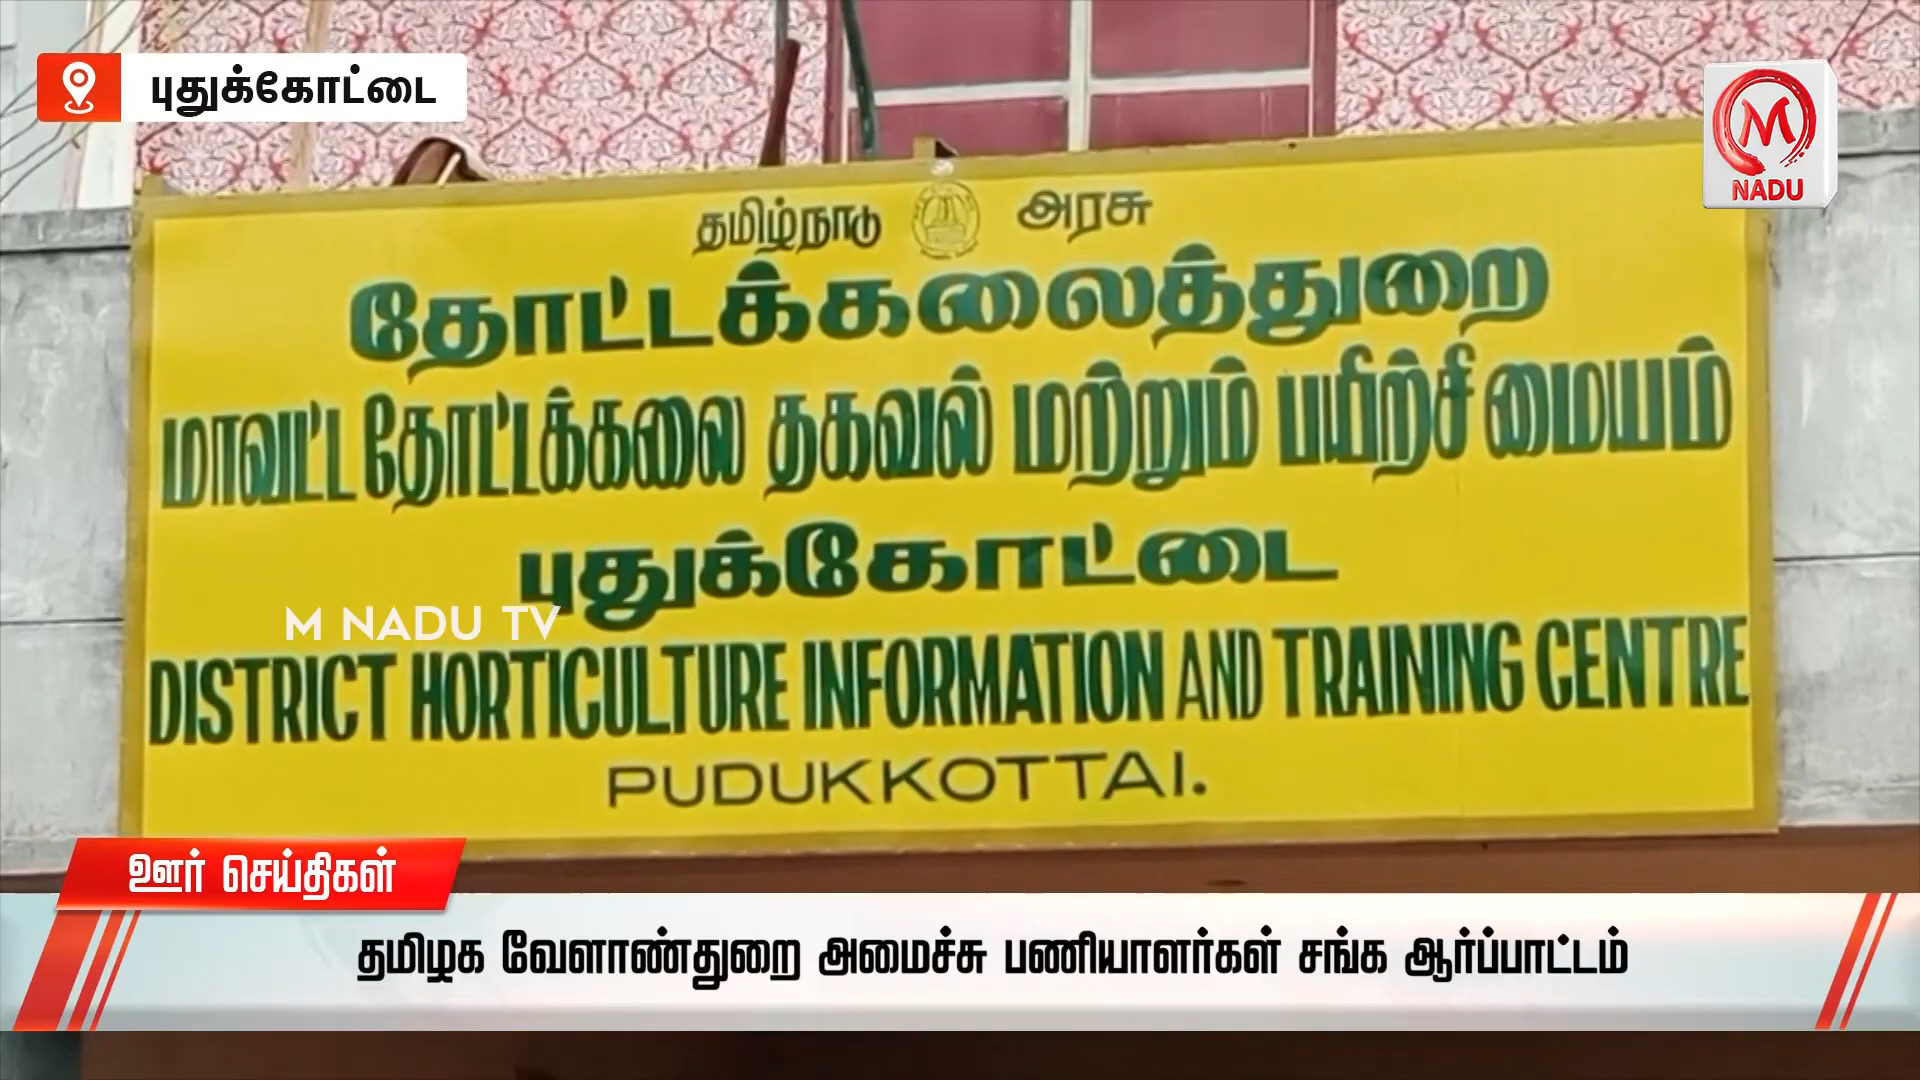 புதுக்கோட்டை
M
NADU
தமிழ்நாடு அரசு
தோட்டக்கலைத்துறை
மாவட்ட தோட்டக்கலை தகவல் மற்றும் பயிற்சி மையம்
புதுக்கோட்டை
M NADU TV
DISTRICT HORTICULTURE INFORMATION AND TRAINING CENTRE
PUDUKKOTTAI.
ஊர் செய்திகள்
தமிழக வேளாண்துறை அமைச்சு பணியாளர்கள் சங்க ஆர்ப்பாட்டம்